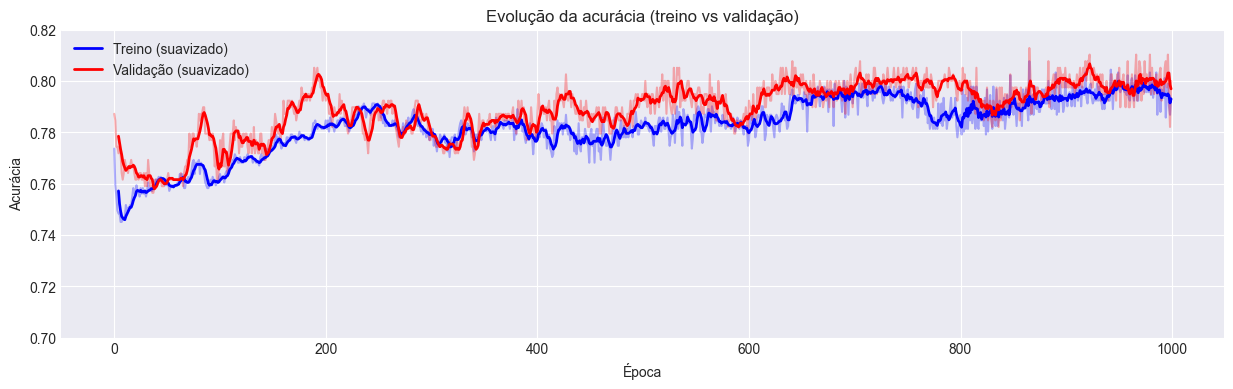 Evolução da acurácia (treino vs validação)
Treino (suavizado)
Validação (suavizado)
Acurácia
0.82
0.80
0.78
0.76
0.74
0.72
0.70
0 200 400 600 800 1000
Época